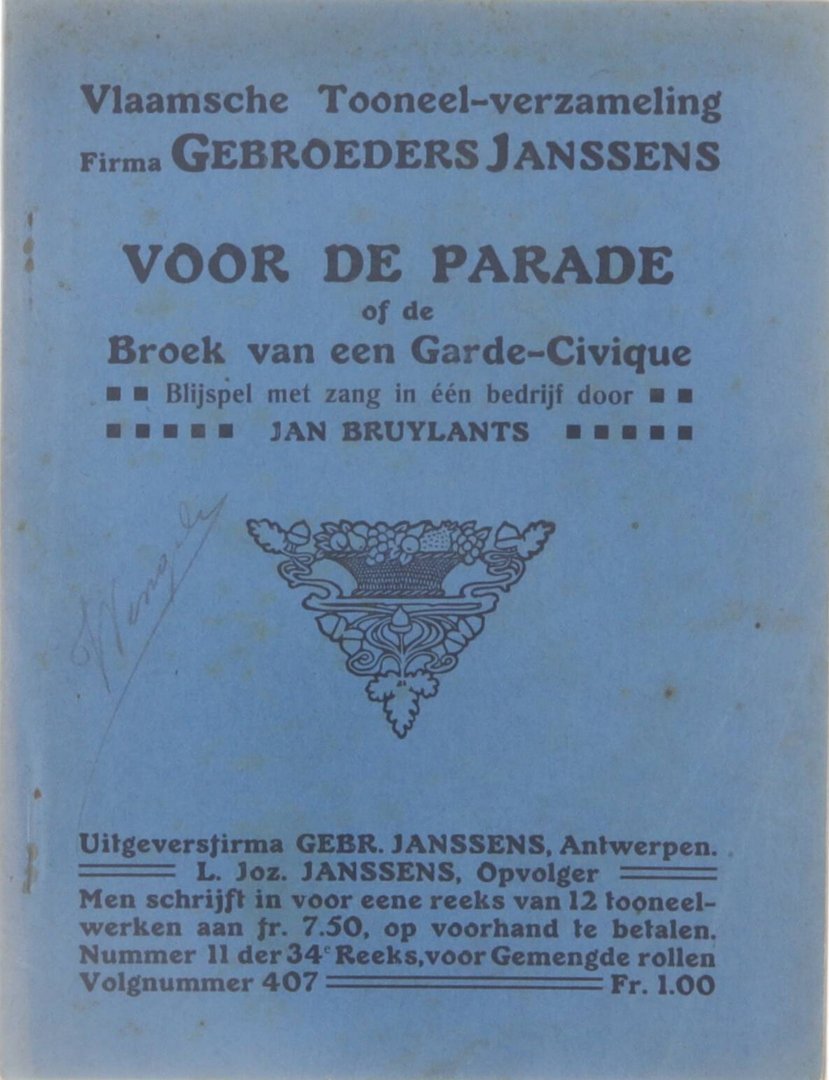 Vlaamsche Tooneel-verzameling
Firma GEBROEDERS JANSSENS
VOOR DE PARADE
of de
Broek van een Garde-Civique
Blijspel met zang in één bedrijf door
JAN BRUYLANTS
Uitgeversfirma GEBR. JANSSENS, Antwerpen.
L. Joz. JANSSENS, Opvolger
Men schrijft in voor eene reeks van 12 tooneel-
werken aan fr. 7.50, op voorhand te betalen.
Nummer 11 der 34e Reeks, voor Gemengde rollen
Volgnummer 407 Fr. 1.00